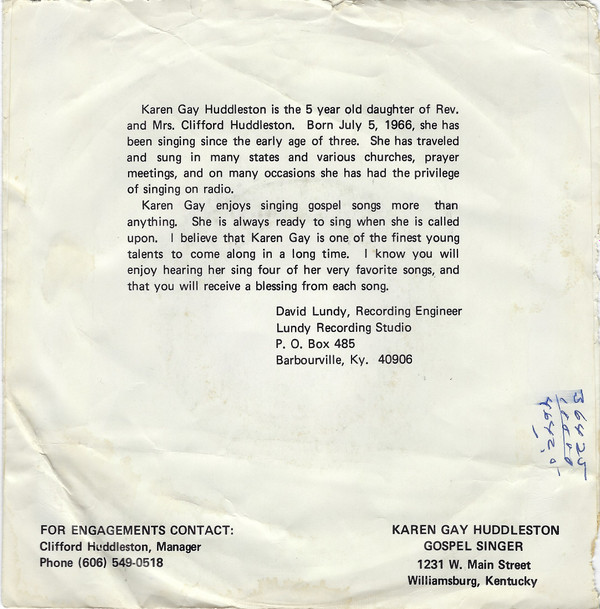 Karen Gay Huddleston is the 5 year old daughter of Rev.
and Mrs. Clifford Huddleston. Born July 5, 1966, she has
been singing since the early age of three. She has traveled
and sung in many states and various churches, prayer
meetings, and on many occasions she has had the privilege
of singing on radio.
Karen Gay enjoys singing gospel songs more than
anything. She is always ready to sing when she is called
upon. I believe that Karen Gay is one of the finest young
talents to come along in a long time. I know you will
enjoy hearing her sing four of her very favorite songs, and
that you will receive a blessing from each song.
David Lundy, Recording Engineer
Lundy Recording Studio
P. O. Box 485
Barbourville, Ky. 40906
FOR ENGAGEMENTS CONTACT:
Clifford Huddleston, Manager
Phone (606) 549-0518
KAREN GAY HUDDLESTON
GOSPEL SINGER
1231 W. Main Street
Williamsburg, Kentucky